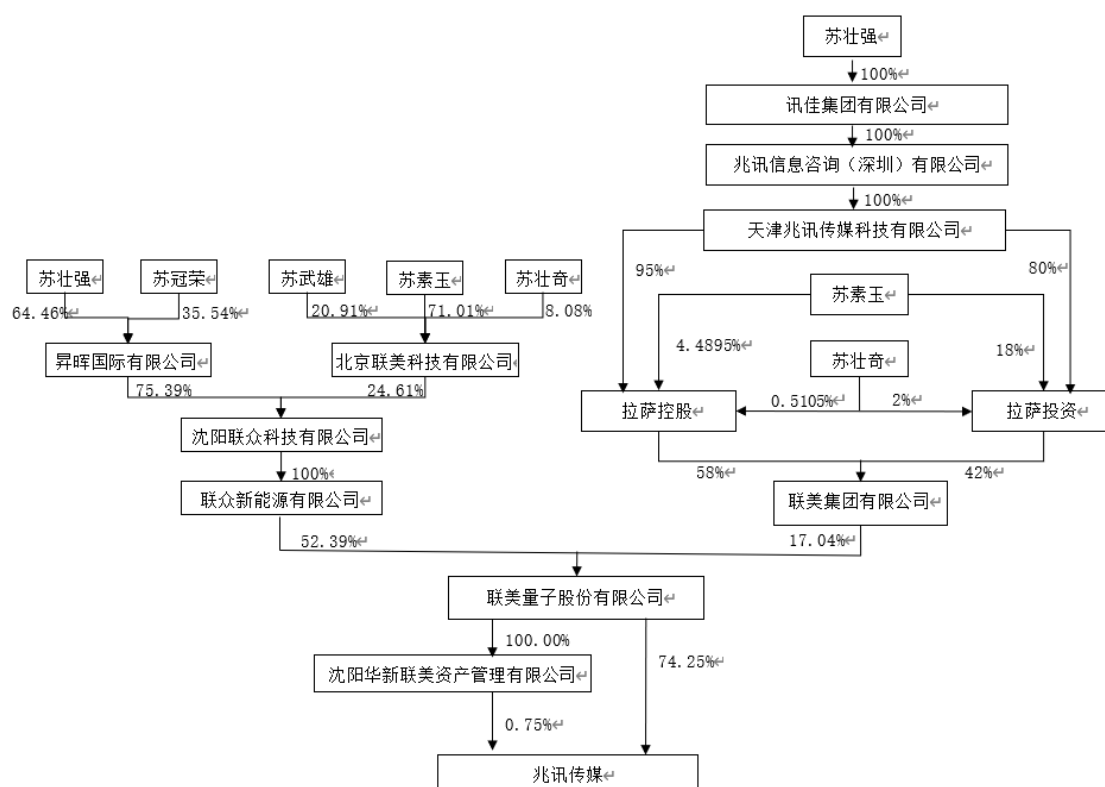 苏壮强↵
100%↵
讯佳集团有限公司↵
100%↵
兆讯信息咨询（深圳）有限公司↵
100%↵
天津兆讯传媒科技有限公司↵
95%↵
80%↵
苏壮强↵
苏冠荣↵
苏武雄↵
苏素玉↵
苏壮奇↵
苏素玉↵
64.46%↵
35.54%↵
20.91%↵
71.01%↵
8.08%
4.4895%↵
18%↵
昇晖国际有限公司↵
北京联美科技有限公司↵
苏壮奇↵
75.39%
24.61%
0.5105%↵
2%↵
拉萨控股↵
拉萨投资↵
沈阳联众科技有限公司↵
100%↵
58%↵
42%↵
联众新能源有限公司↵
联美集团有限公司↵
52.39%↵
17.04%↵
联美量子股份有限公司↵
100.00%
74.25%↵
沈阳华新联美资产管理有限公司↵
0.75%↵
兆讯传媒↵